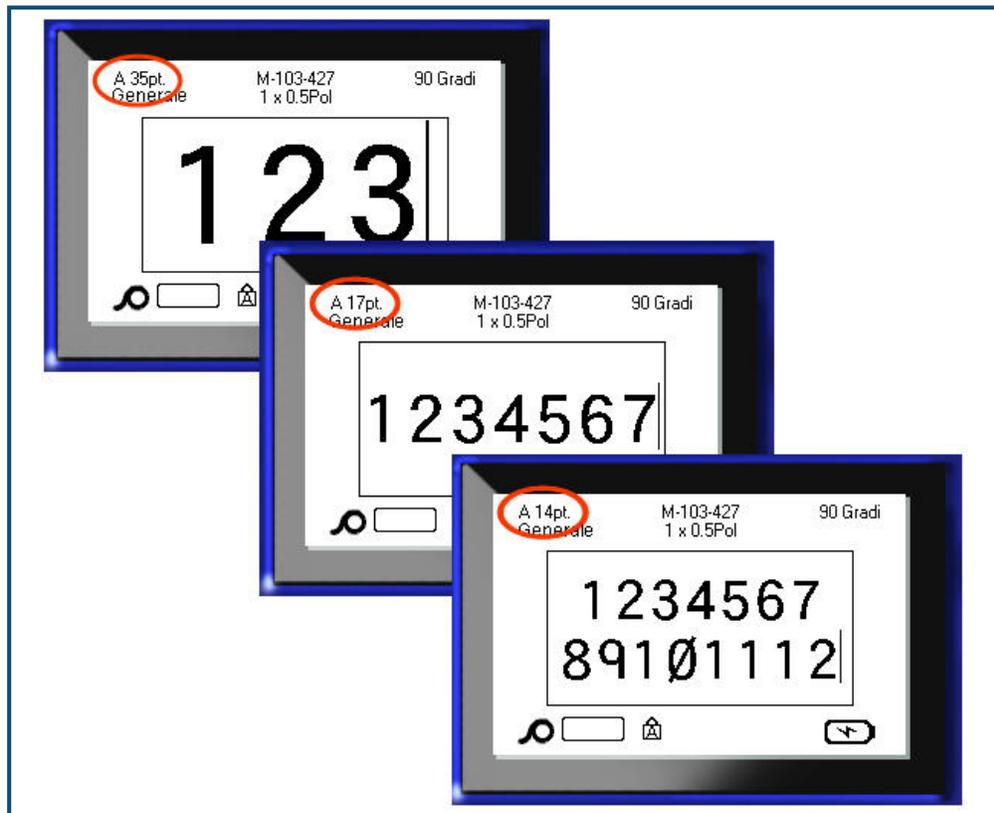 A 35pt. M-103-427 90 Gradi
Generale 1 x 0.5Pol
123
A
A 17pt. M-103-427 90 Gradi
Generale 1 x 0.5Pol
1234567
A 14pt. M-103-427 90 Gradi
Generale 1 x 0.5Pol
1234567
891Ø1112
A